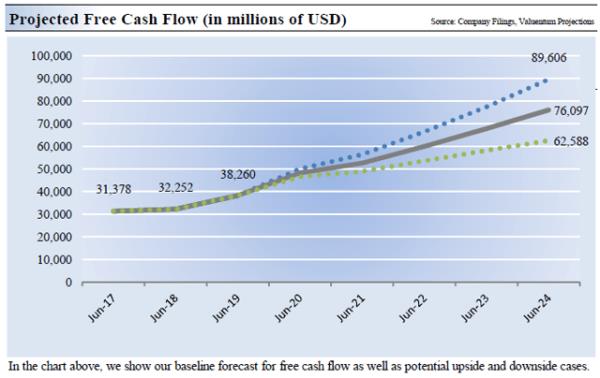 Projected Free Cash Flow (in millions of USD)
Source: Company Filings, Valuentum Projections
100,000
90,000
80,000
70,000
60,000
50,000
40,000
30,000
20,000
10,000
0
31,378
32,252
38,260
89,606
76,097
62,588
Jun-17
Jun-18
Jun-19
Jun-20
Jun-21
Jun-22
Jun-23
Jun-24
In the chart above, we show our baseline forecast for free cash flow as well as potential upside and downside cases.